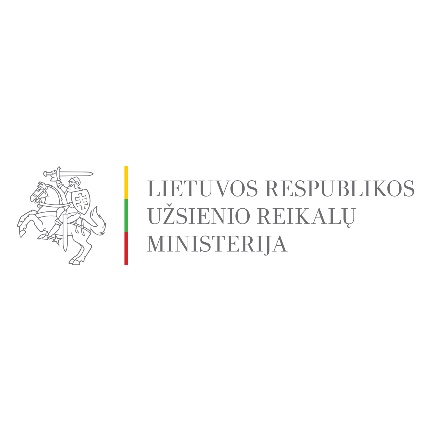 LIETUVOS RESPUBLIKOS
UŽSIENIO REIKALŲ
MINISTERIJA